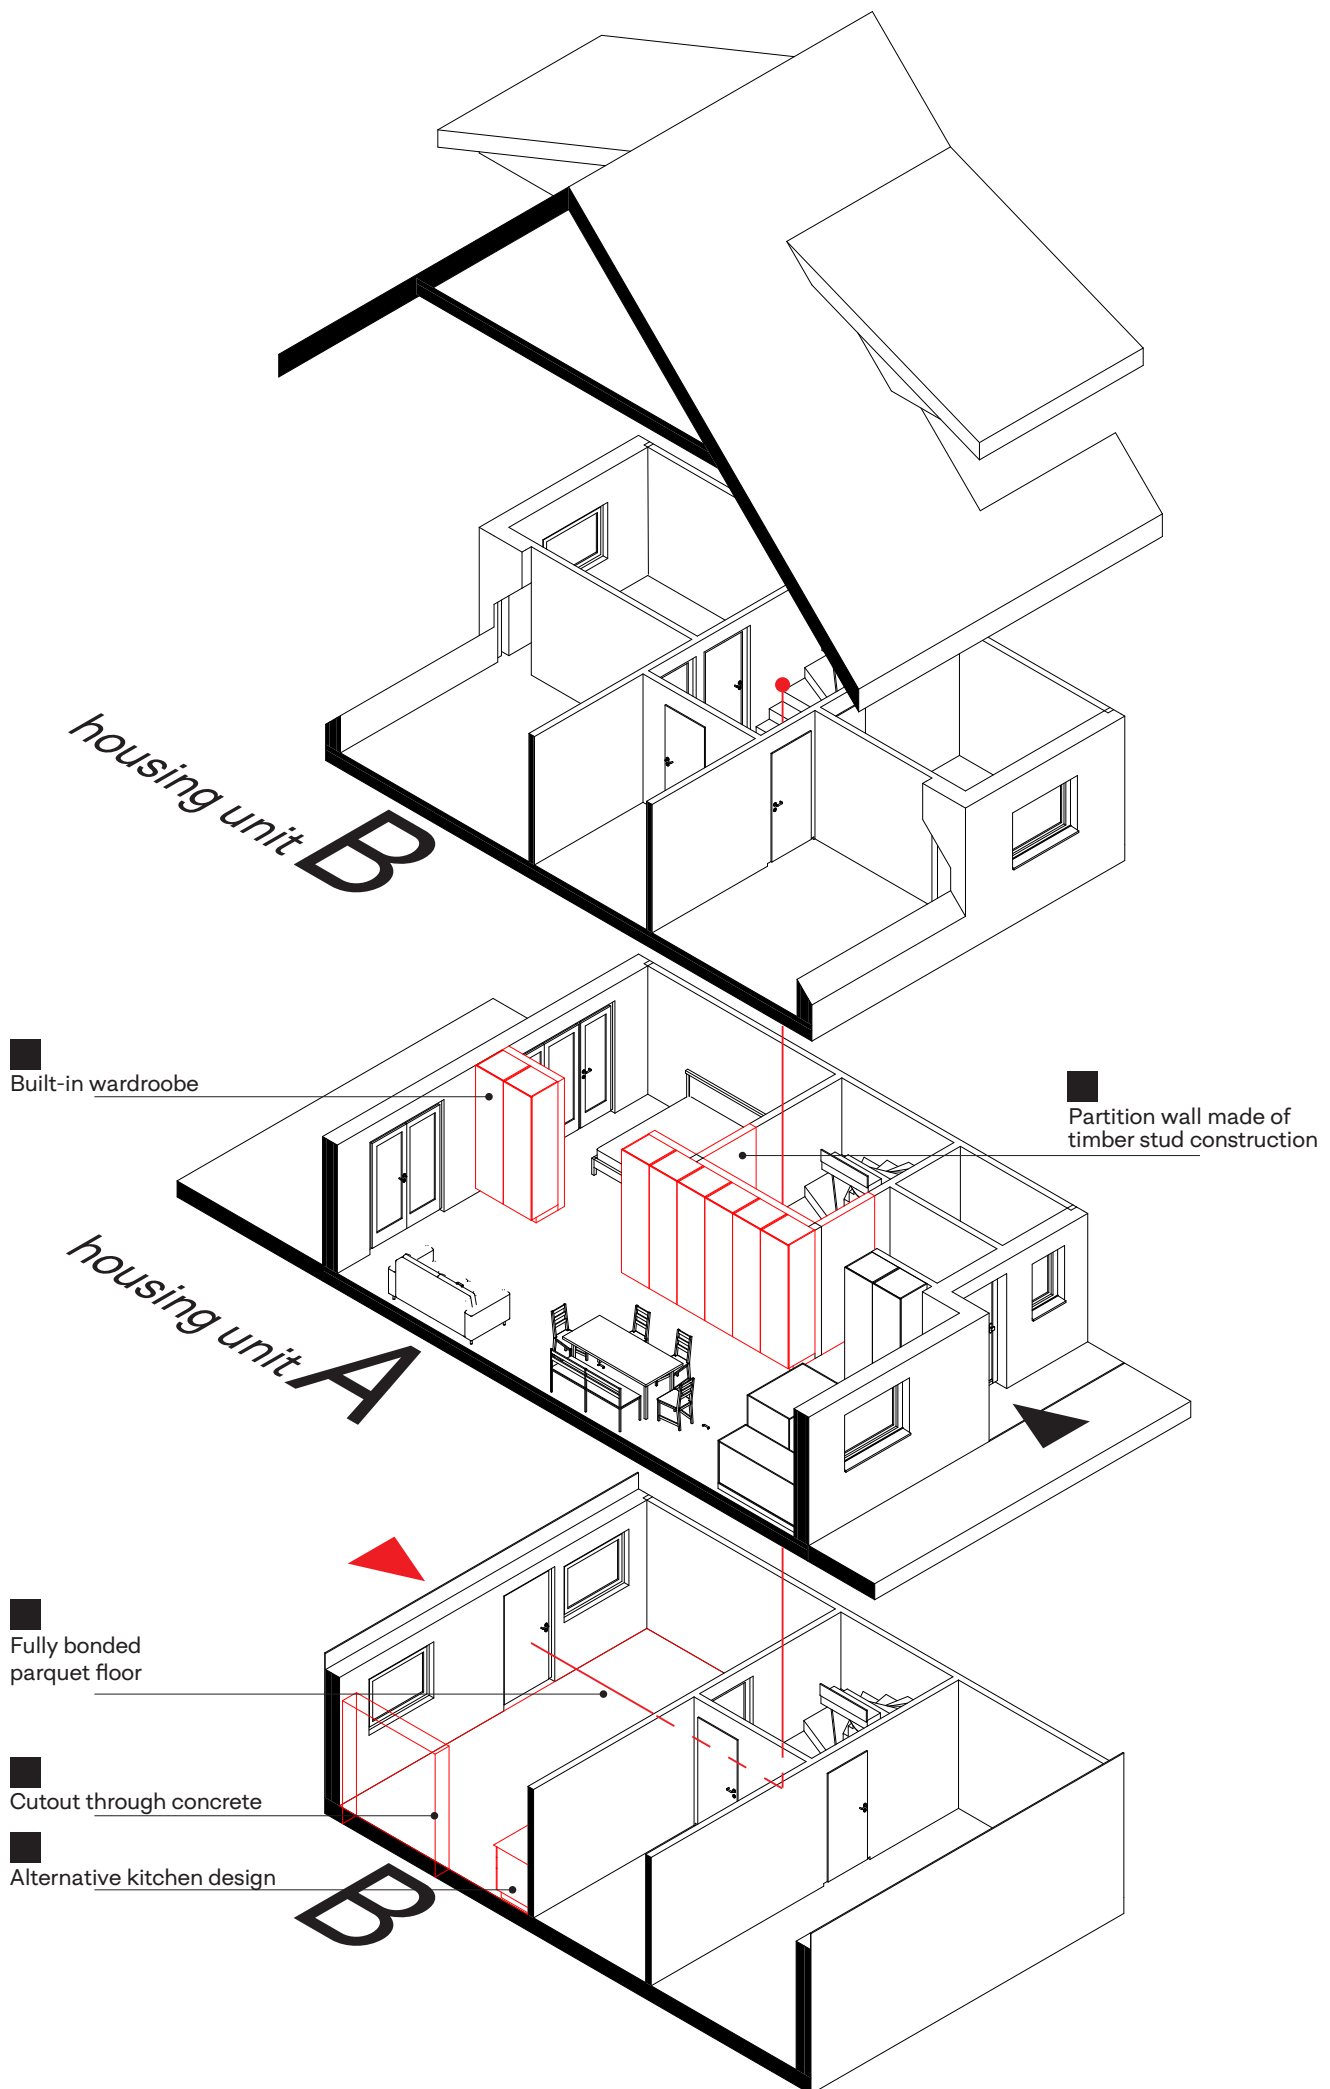 housing unit B
Built-in wardroobe
Partition wall made of
timber stud construction
housing unit A
Fully bonded
parquet floor
Cutout through concrete
Alternative kitchen design
B